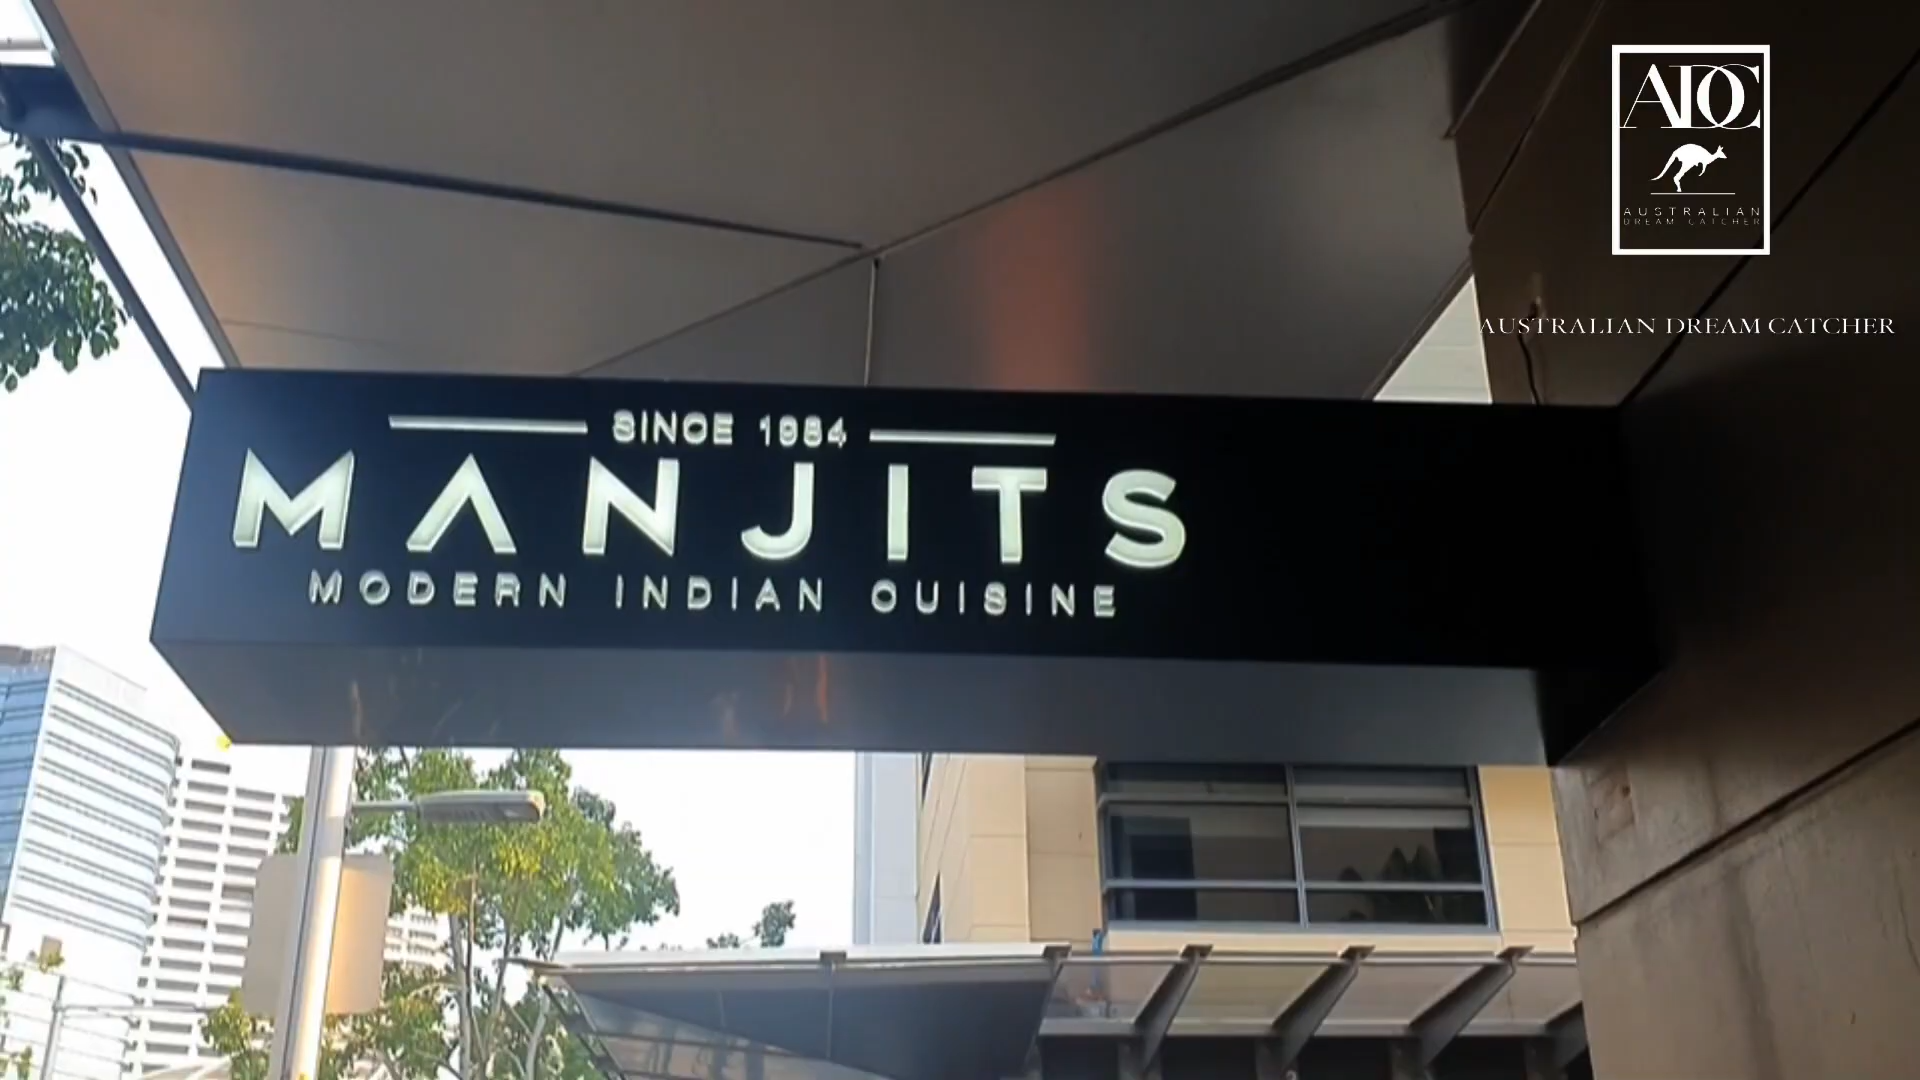 SINCE 1984
MANJITS
MODERN INDIAN CUISINE
ADC
AUSTRALIAN
DREAM CATCHER
AUSTRALIAN DREAM CATCHER